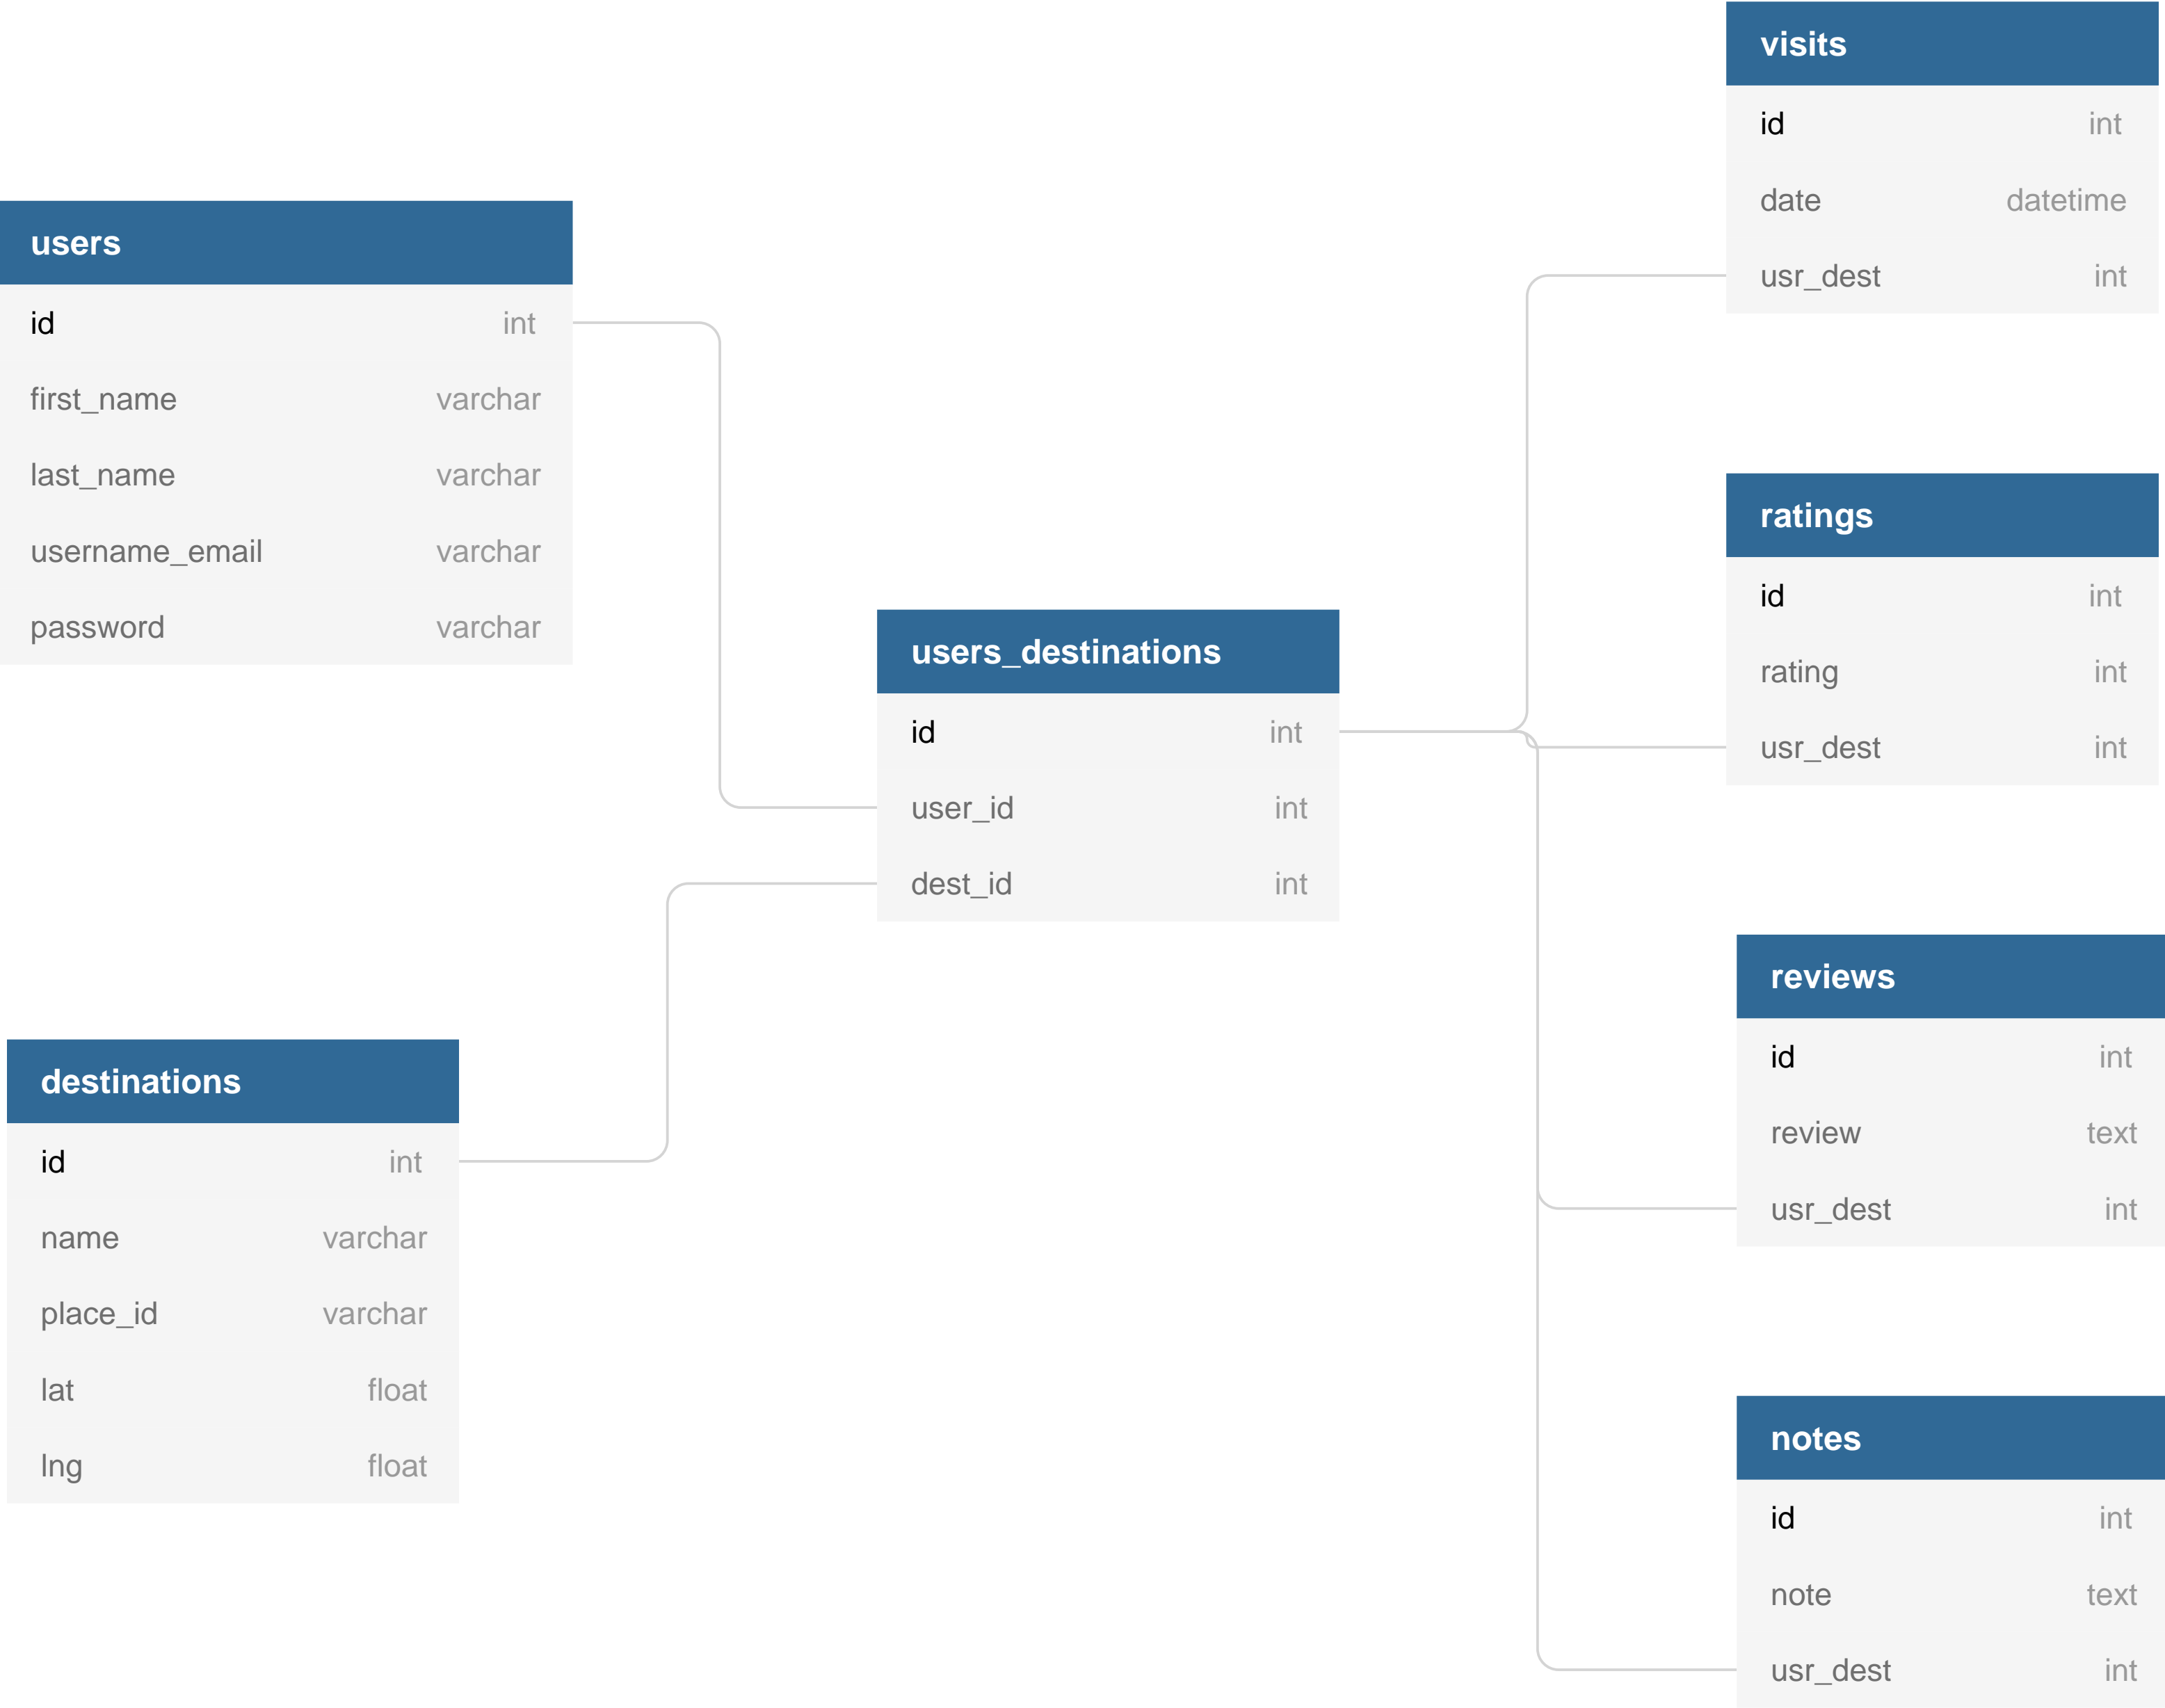 users
id int
first_name varchar
last_name varchar
username_email varchar
password varchar
destinations
id int
name varchar
place_id varchar
lat float
lng float
users_destinations
id int
user_id int
dest_id int
visits
id int
date datetime
usr_dest int
ratings
id int
rating int
usr_dest int
reviews
id int
review text
usr_dest int
notes
id int
note text
usr_dest int